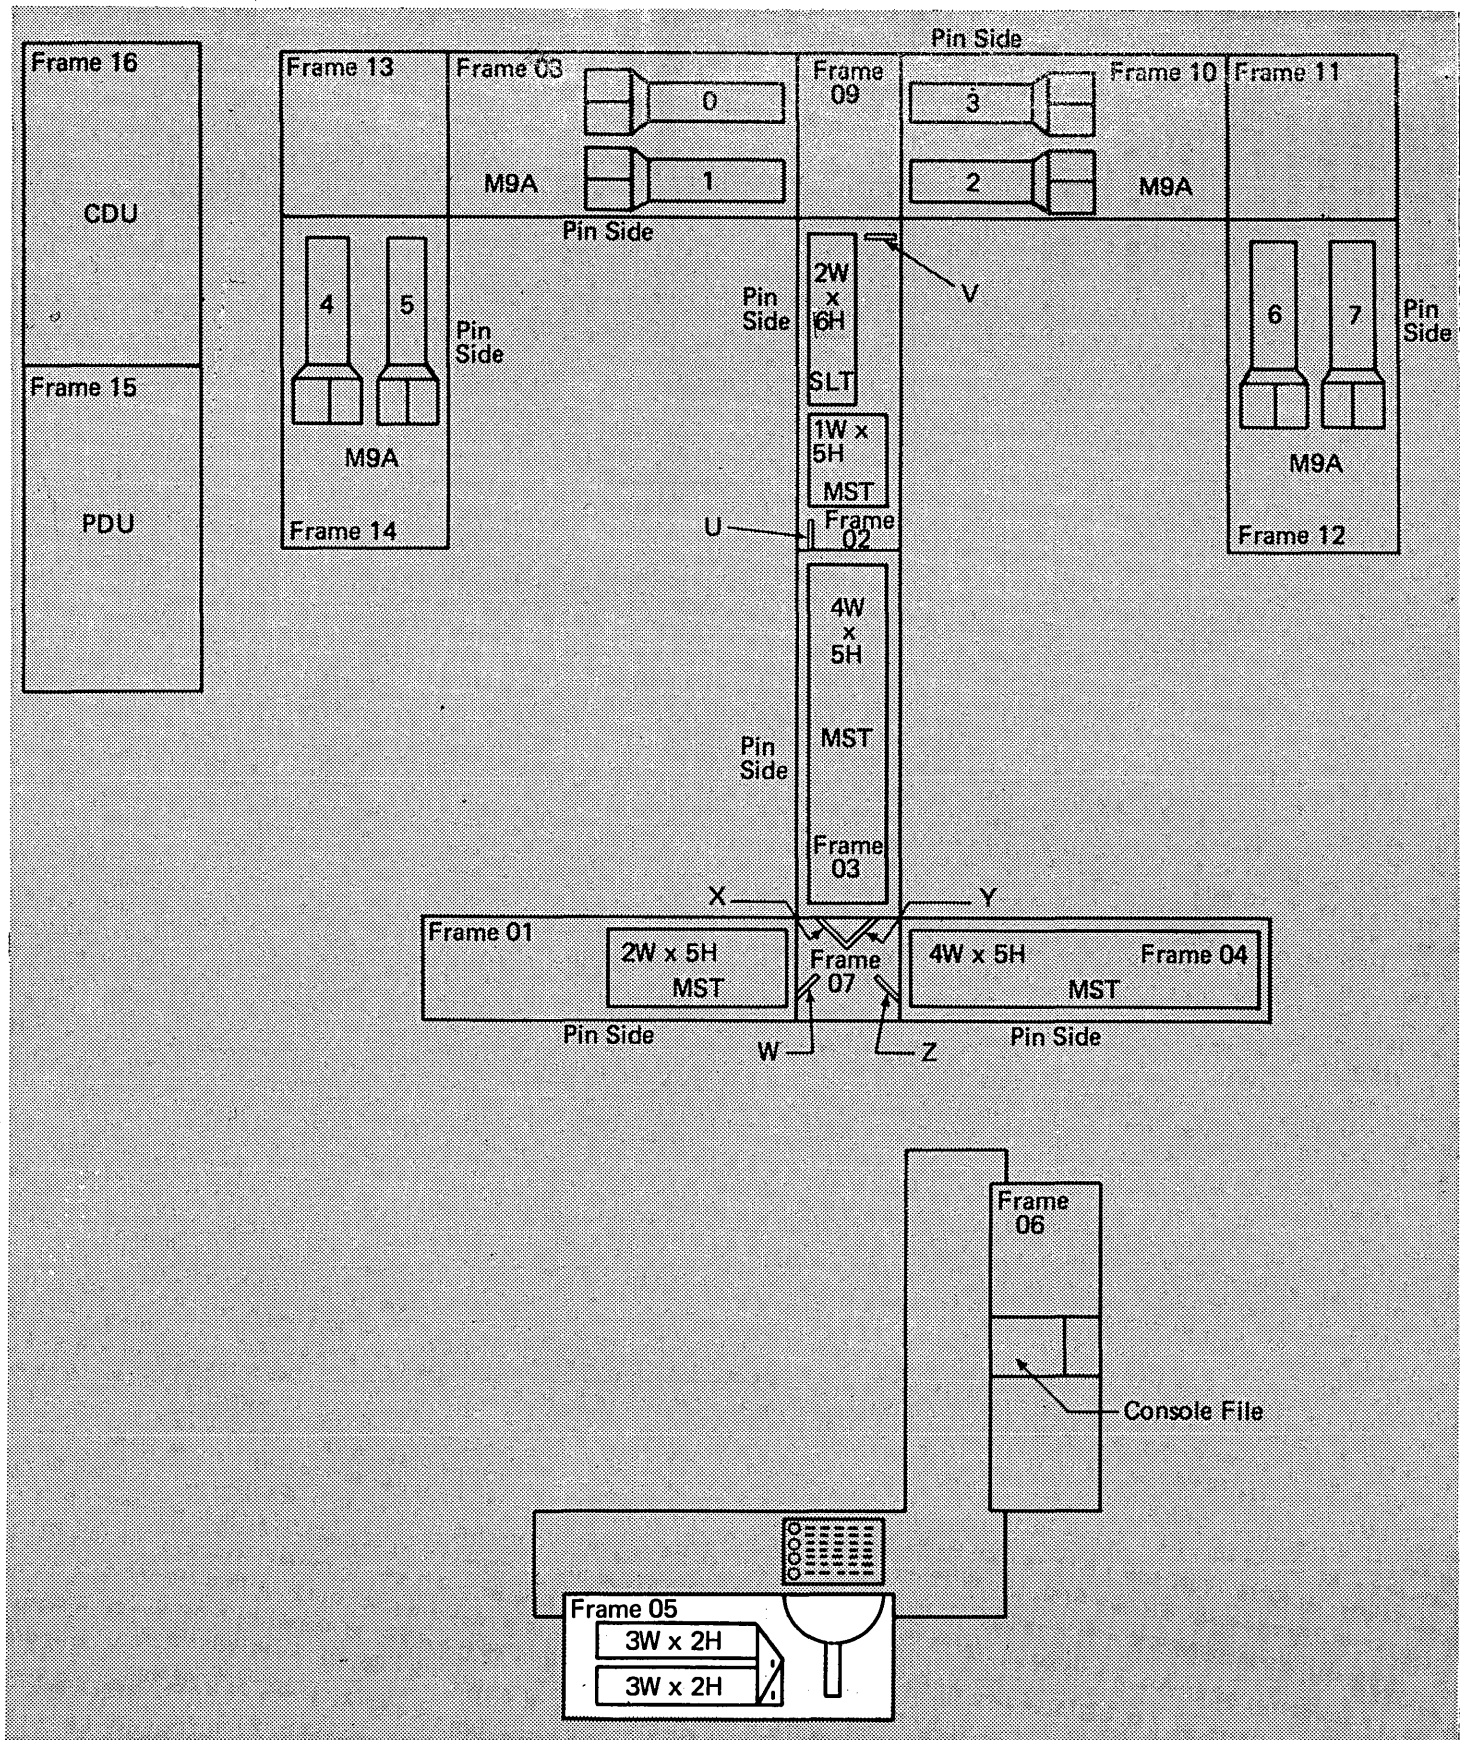 Pin Side
Frame 16
CDU
Frame 15
PDU
Frame 13
Frame 03
0
1
M9A
Pin Side
Frame
09
3
2
Frame 10
M9A
Frame 11
4
5
Pin
Side
M9A
Frame 14
Pin
Side
2W
x
6H
SLT
V
1W x
5H
MST
U
Frame
02
6
7
Pin
Side
M9A
Frame 12
4W
x
5H
MST
Pin
Side
Frame
03
X
Y
Frame 01
2W x 5H
MST
Pin Side
Frame
07
W
Z
4W x 5H
Frame 04
MST
Pin Side
Frame
06
Console File
Frame 05
3W x 2H
3W x 2H